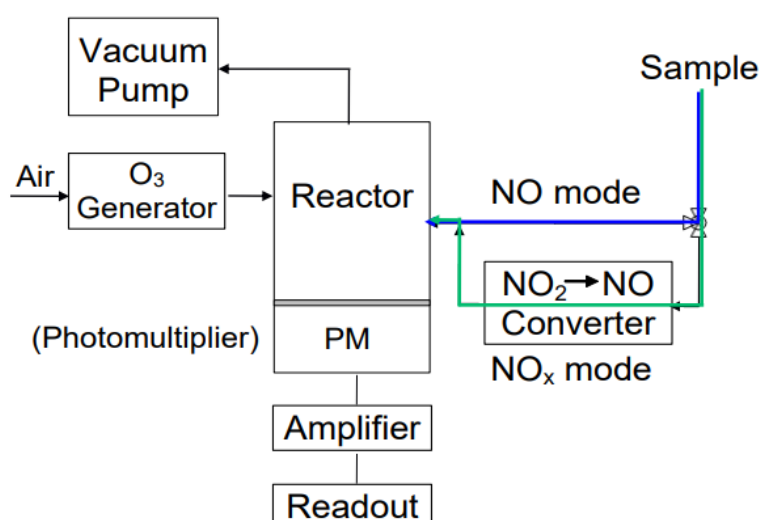 Vacuum
Pump
Sample
Air
O₃
Generator
Reactor
NO mode
NO₂→NO
Converter
(Photomultiplier)
PM
NOₓ mode
Amplifier
Readout